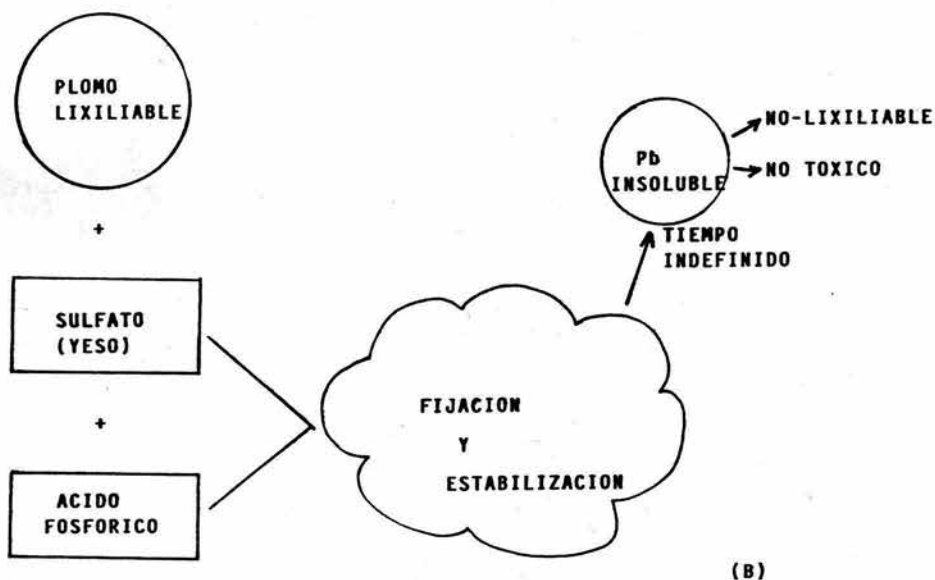 PLOMO
LIXILIABLE
+
SULFATO
(YESO)
+
ACIDO
FOSFORICO
FIJACION
Y
ESTABILIZACION
TIEMPO
INDEFINIDO
Pb
INSOLUBLE
NO-LIXILIABLE
NO TOXICO
(B)